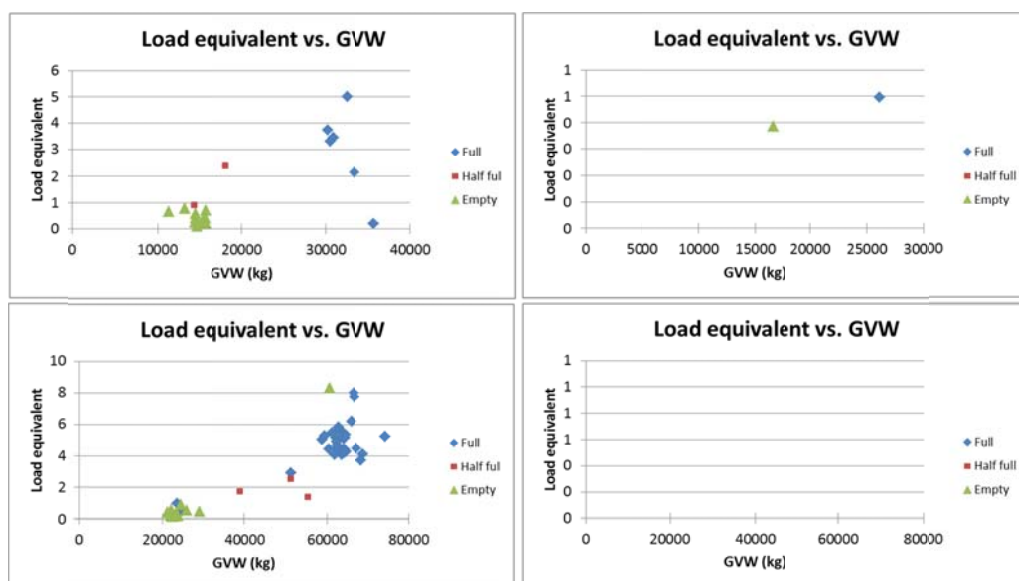 Load equivalent vs. GVW
6
5
4
3
2
1
0
Load equivalent
0 10000 20000 30000 40000
GVW (kg)
Full
Half ful
Empty
Load equivalent vs. GVW
1
1
0
0
0
0
0
Load equivalent
0 5000 10000 15000 20000 25000 30000
GVW (kg)
Full
Half full
Empty
Load equivalent vs. GVW
10
8
6
4
2
0
Load equivalent
0 20000 40000 60000 80000
GVW (kg)
Full
Half ful
Empty
Load equivalent vs. GVW
1
1
1
1
0
0
0
Load equivalent
0 10000 20000 30000 40000 50000 60000 70000 80000
GVW (kg)
Full
Half full
Empty